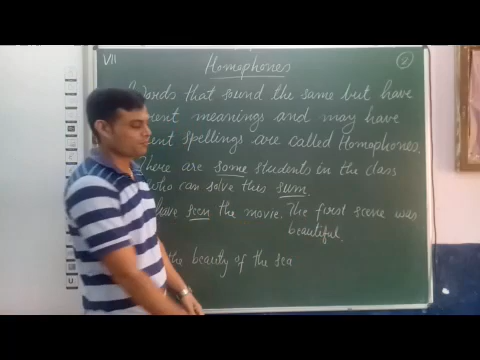 VII
Homophones
2
Words that sound the same but have
meanings and may have
spellings are called Homophones.
There are some students in the class
who can solve this sum.
have seen the movie. The first scene was
beautiful.
the beauty of the sea